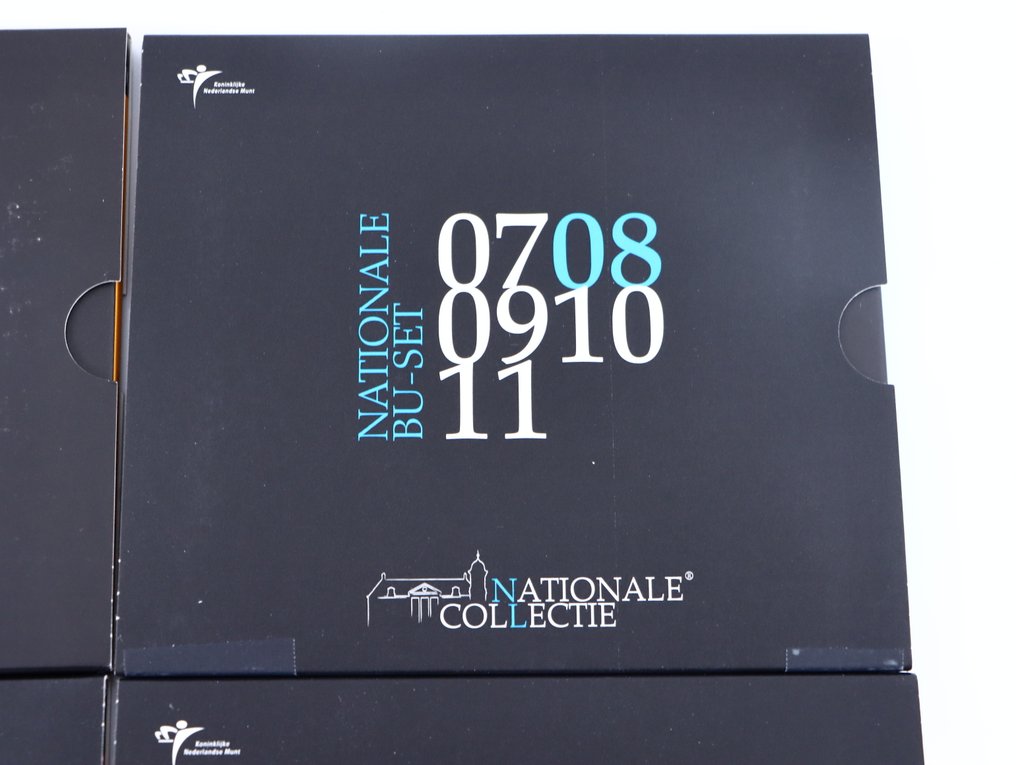 Koninklijke
Nederlandse Munt
NATIONALE
BU-SET
0708
0910
11
NATIONALE®
COLLECTIE
Koninklijke
Nederlandse Munt